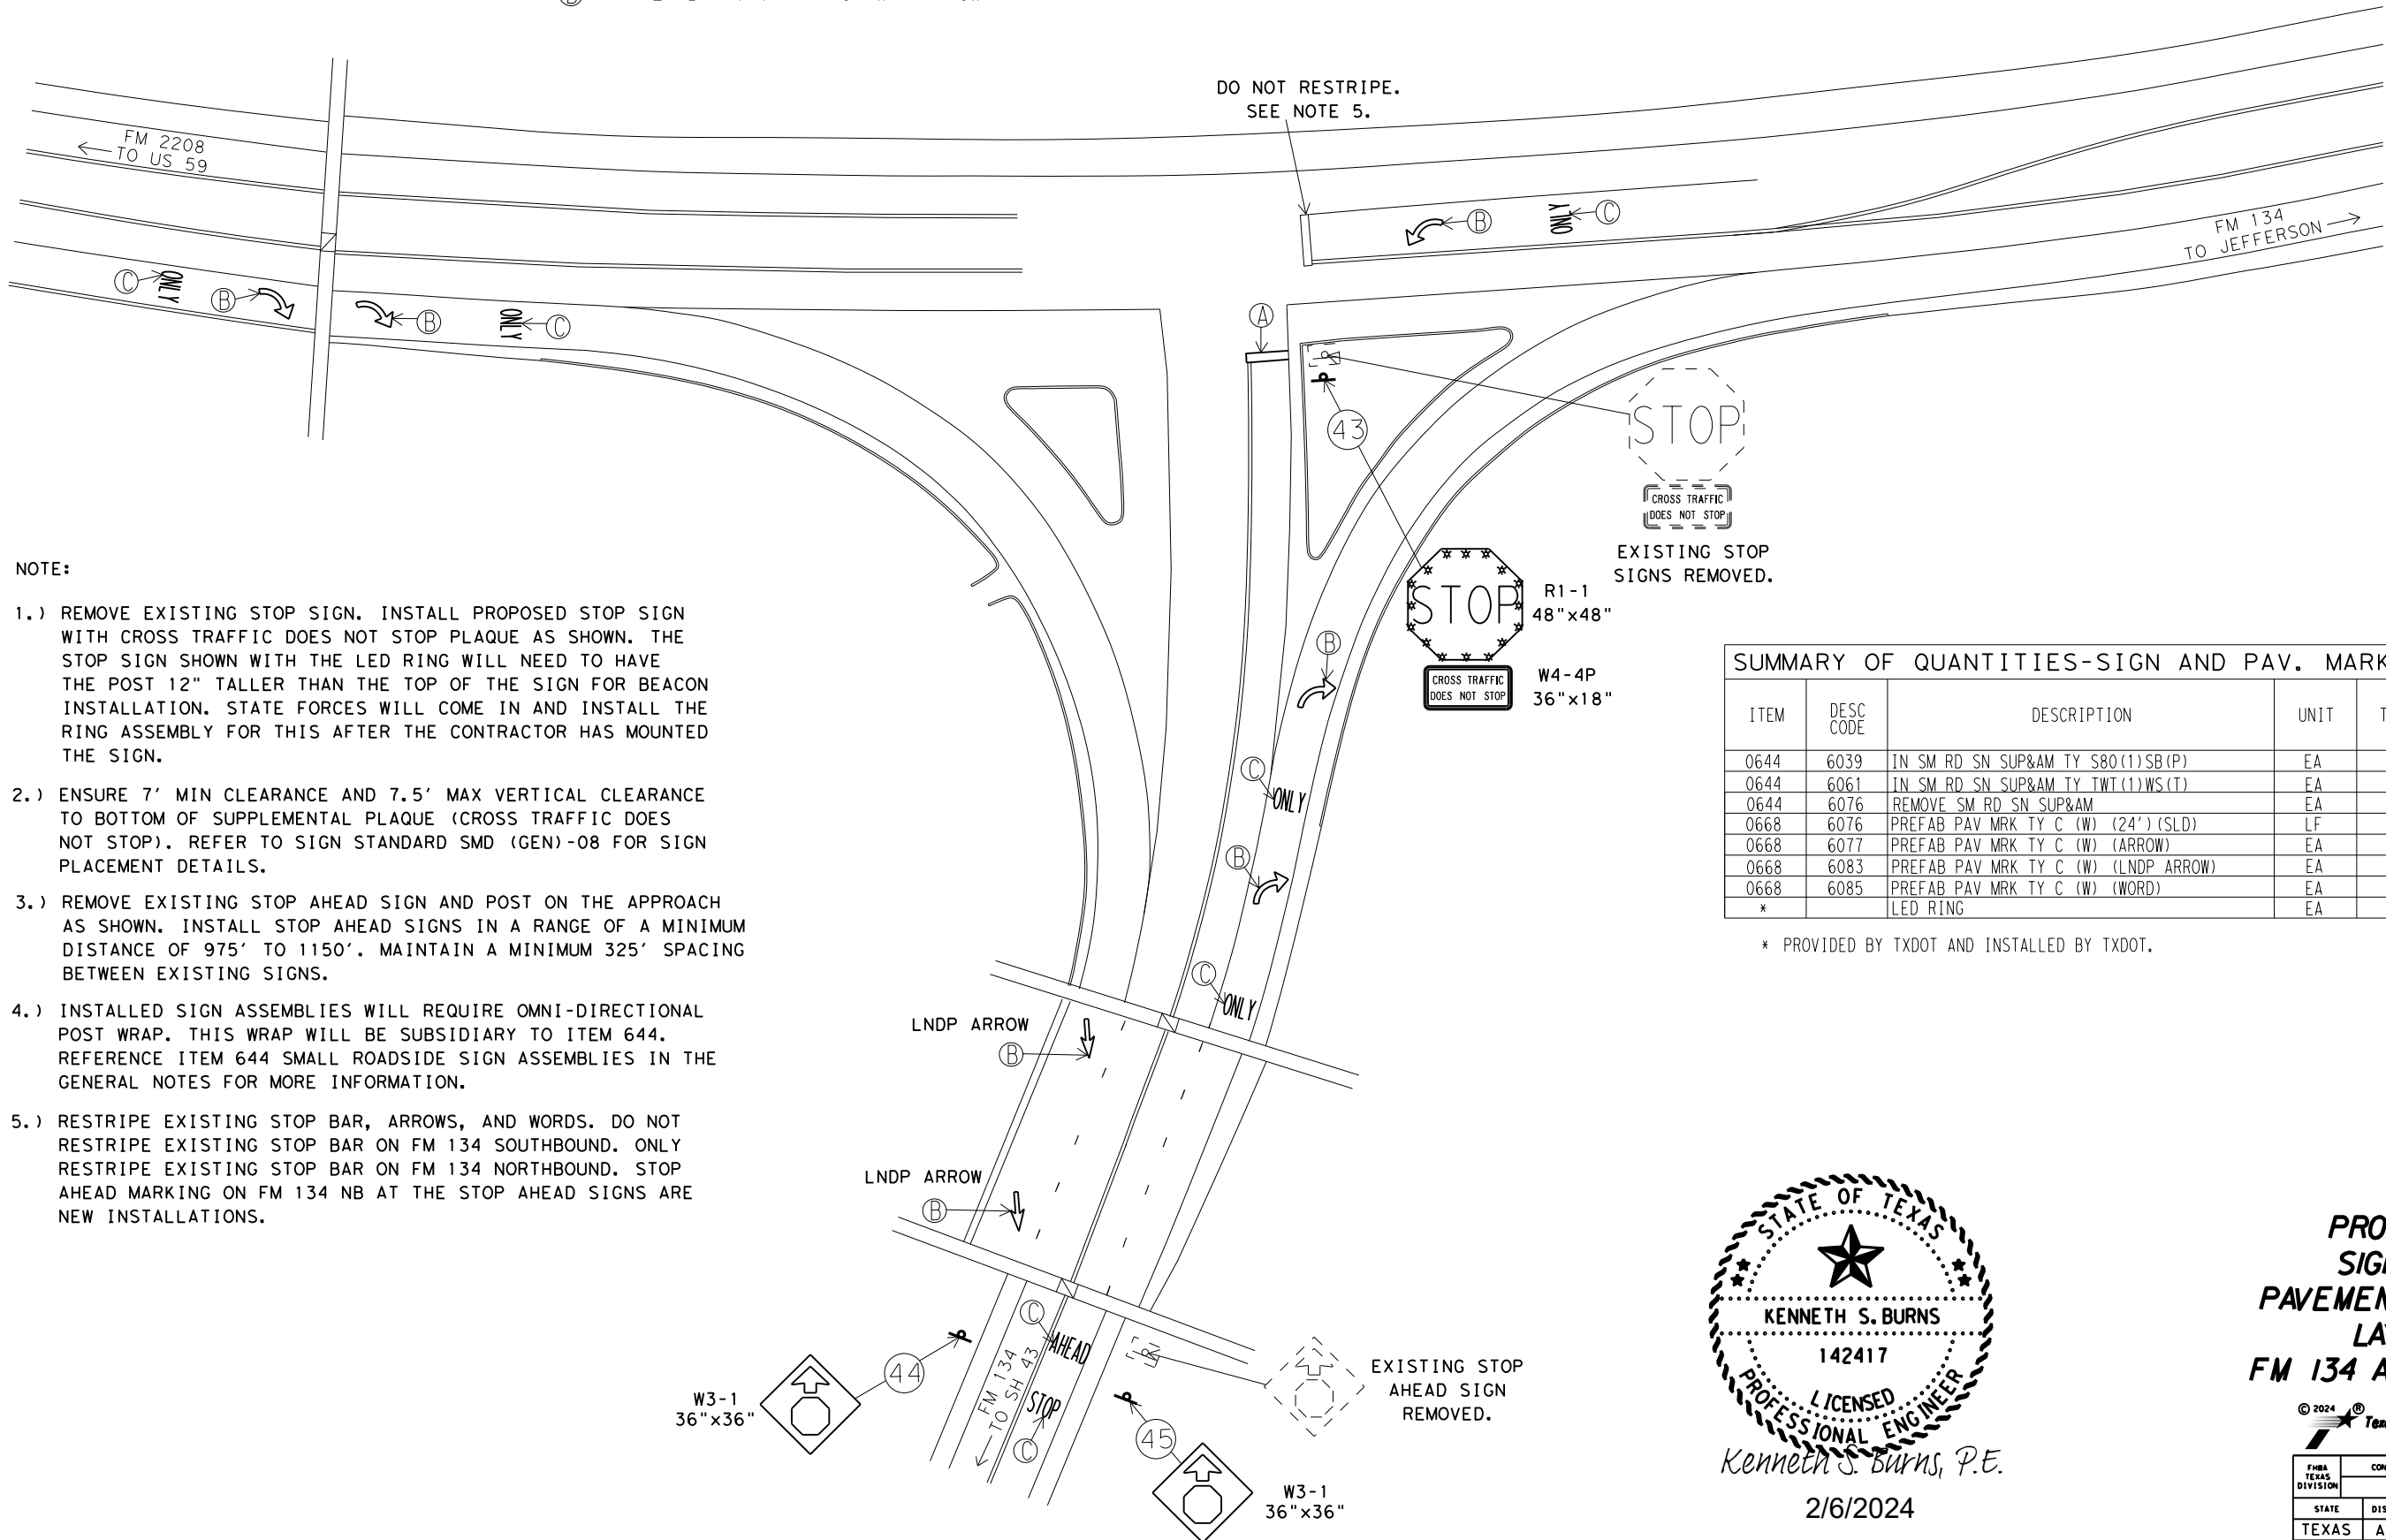 DO NOT RESTRIPE.
SEE NOTE 5.
FM 2208
TO US 59
FM 134
TO JEFFERSON
B
ONLY
C
C
ONLY
B
B
ONLY
C
A
43
STOP
CROSS TRAFFIC
DOES NOT STOP
EXISTING STOP
SIGNS REMOVED.
STOP
R1-1
48"x48"
CROSS TRAFFIC
DOES NOT STOP
W4-4P
36"x18"
B
C
ONLY
B
C
ONLY
NOTE:
1.) REMOVE EXISTING STOP SIGN. INSTALL PROPOSED STOP SIGN
WITH CROSS TRAFFIC DOES NOT STOP PLAQUE AS SHOWN. THE
STOP SIGN SHOWN WITH THE LED RING WILL NEED TO HAVE
THE POST 12" TALLER THAN THE TOP OF THE SIGN FOR BEACON
INSTALLATION. STATE FORCES WILL COME IN AND INSTALL THE
RING ASSEMBLY FOR THIS AFTER THE CONTRACTOR HAS MOUNTED
THE SIGN.
2.) ENSURE 7' MIN CLEARANCE AND 7.5' MAX VERTICAL CLEARANCE
TO BOTTOM OF SUPPLEMENTAL PLAQUE (CROSS TRAFFIC DOES
NOT STOP). REFER TO SIGN STANDARD SMD (GEN)-08 FOR SIGN
PLACEMENT DETAILS.
3.) REMOVE EXISTING STOP AHEAD SIGN AND POST ON THE APPROACH
AS SHOWN. INSTALL STOP AHEAD SIGNS IN A RANGE OF A MINIMUM
DISTANCE OF 975' TO 1150'. MAINTAIN A MINIMUM 325' SPACING
BETWEEN EXISTING SIGNS.
4.) INSTALLED SIGN ASSEMBLIES WILL REQUIRE OMNI-DIRECTIONAL
POST WRAP. THIS WRAP WILL BE SUBSIDIARY TO ITEM 644.
REFERENCE ITEM 644 SMALL ROADSIDE SIGN ASSEMBLIES IN THE
GENERAL NOTES FOR MORE INFORMATION.
5.) RESTRIPE EXISTING STOP BAR, ARROWS, AND WORDS. DO NOT
RESTRIPE EXISTING STOP BAR ON FM 134 SOUTHBOUND. ONLY
RESTRIPE EXISTING STOP BAR ON FM 134 NORTHBOUND. STOP
AHEAD MARKING ON FM 134 NB AT THE STOP AHEAD SIGNS ARE
NEW INSTALLATIONS.
SUMMARY OF QUANTITIES-SIGN AND PAV. MARK
ITEM DESC CODE DESCRIPTION UNIT T
0644 6039 IN SM RD SN SUP&AM TY S80(1)SB(P) EA
0644 6061 IN SM RD SN SUP&AM TY TWT(1)WS(T) EA
0644 6076 REMOVE SM RD SN SUP&AM EA
0668 6076 PREFAB PAV MRK TY C (W) (24')(SLD) LF
0668 6077 PREFAB PAV MRK TY C (W) (ARROW) EA
0668 6083 PREFAB PAV MRK TY C (W) (LNDP ARROW) EA
0668 6085 PREFAB PAV MRK TY C (W) (WORD) EA
* LED RING EA
* PROVIDED BY TXDOT AND INSTALLED BY TXDOT.
LNDP ARROW
B
LNDP ARROW
B
C
AHEAD
FM 134
TO SH 43
STOP
C
44
W3-1
36"x36"
45
W3-1
36"x36"
EXISTING STOP
AHEAD SIGN
REMOVED.
STATE OF TEXAS
KENNETH S. BURNS
142417
LICENSED
PROFESSIONAL ENGINEER
Kenneth S. Burns, P.E.
2/6/2024
PRO
SIG
PAVEMEN
LA
FM 134 A
© 2024 ® Tex
FHWA
TEXAS
DIVISION
CON
STATE DIS
TEXAS A